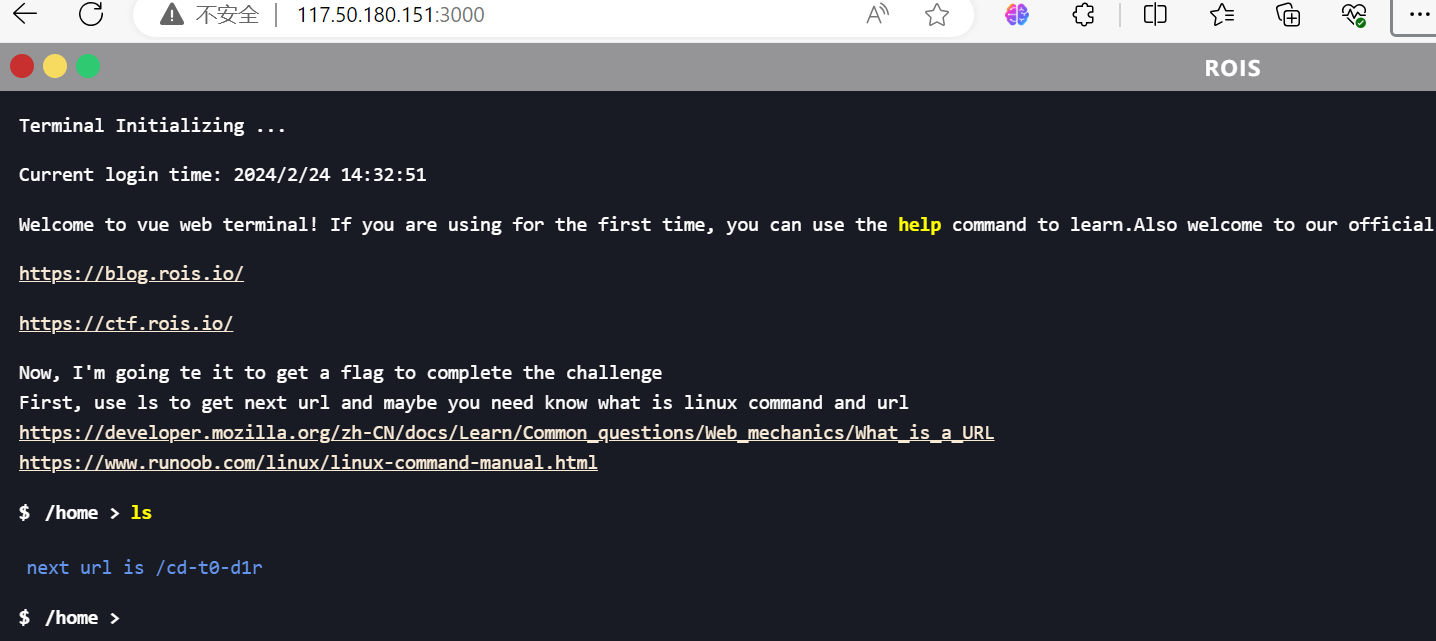 不安全 | 117.50.180.151:3000
ROIS
Terminal Initializing ...
Current login time: 2024/2/24 14:32:51
Welcome to vue web terminal! If you are using for the first time, you can use the help command to learn.Also welcome to our official
https://blog.rois.io/
https://ctf.rois.io/
Now, I'm going te it to get a flag to complete the challenge
First, use ls to get next url and maybe you need know what is linux command and url
https://developer.mozilla.org/zh-CN/docs/Learn/Common_questions/Web_mechanics/What_is_a_URL
https://www.runoob.com/linux/linux-command-manual.html
$ /home > ls
next url is /cd-t0-d1r
$ /home >